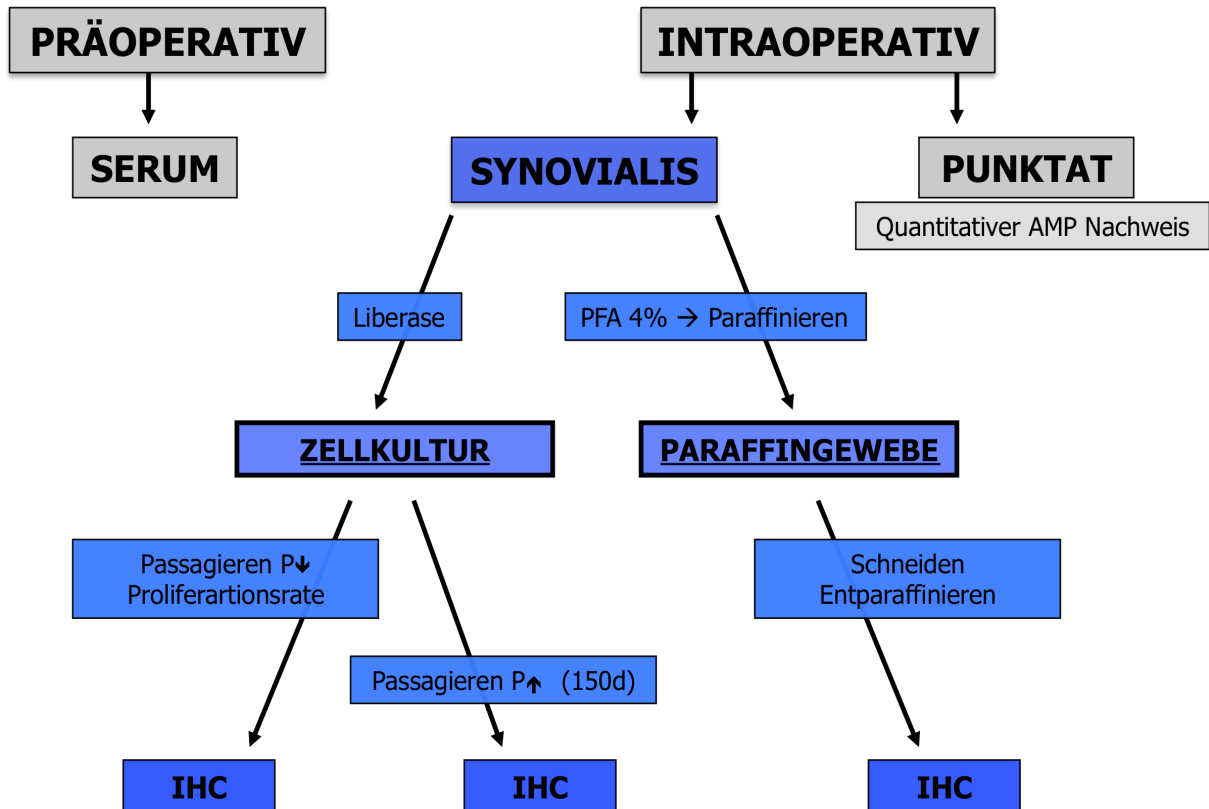 PRÄOPERATIV
INTRAOPERATIV
SERUM
SYNOVIALIS
PUNKTAT
Quantitativer AMP Nachweis
Liberase
PFA 4% → Paraffinieren
ZELLKULTUR
PARAFFINGEWEBE
Passagieren P↓
Proliferartionsrate
Schneiden
Entparaffinieren
Passagieren P↑ (150d)
IHC
IHC
IHC